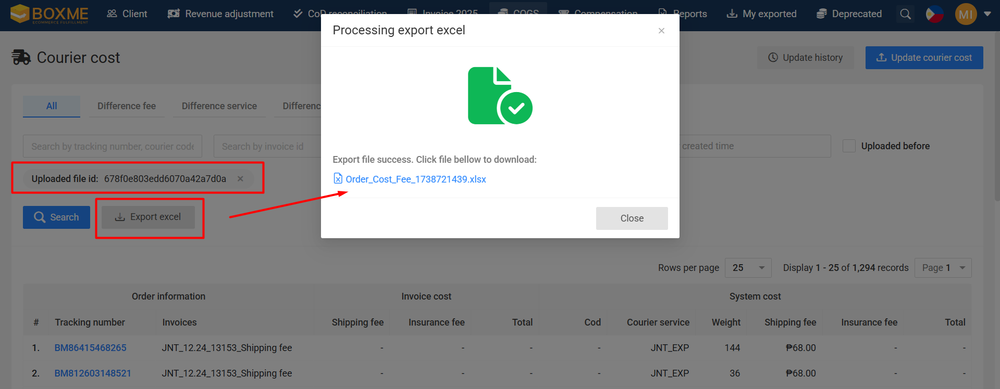 BOXME
ECOMMERCE FULFILLMENT
Client
Revenue adjustment
CoD reconciliation
Invoice 2025
COGS
Compensation
Reports
My exported
Deprecated
MI
Processing export excel
×
Courier cost
Update history
Update courier cost
All
Difference fee
Difference service
Search by tracking number, courier code
Search by invoice id
created time
Uploaded before
Export file success. Click file bellow to download:
Order_Cost_Fee_1738721439.xlsx
Uploaded file id: 678f0e803edd6070a42a7d0a ×
Search
Export excel
Close
Rows per page 25 Display 1 - 25 of 1,294 records Page 1
Order information Invoice cost System cost
# Tracking number Invoices Shipping fee Insurance fee Total Cod Courier service Weight Shipping fee Insurance fee Total
1. BM86415468265 JNT_12.24_13153_Shipping fee - - - - JNT_EXP 144 ₱68.00 - -
2. BM812603148521 JNT_12.24_13153_Shipping fee - - - - JNT_EXP 36 ₱68.00 - -